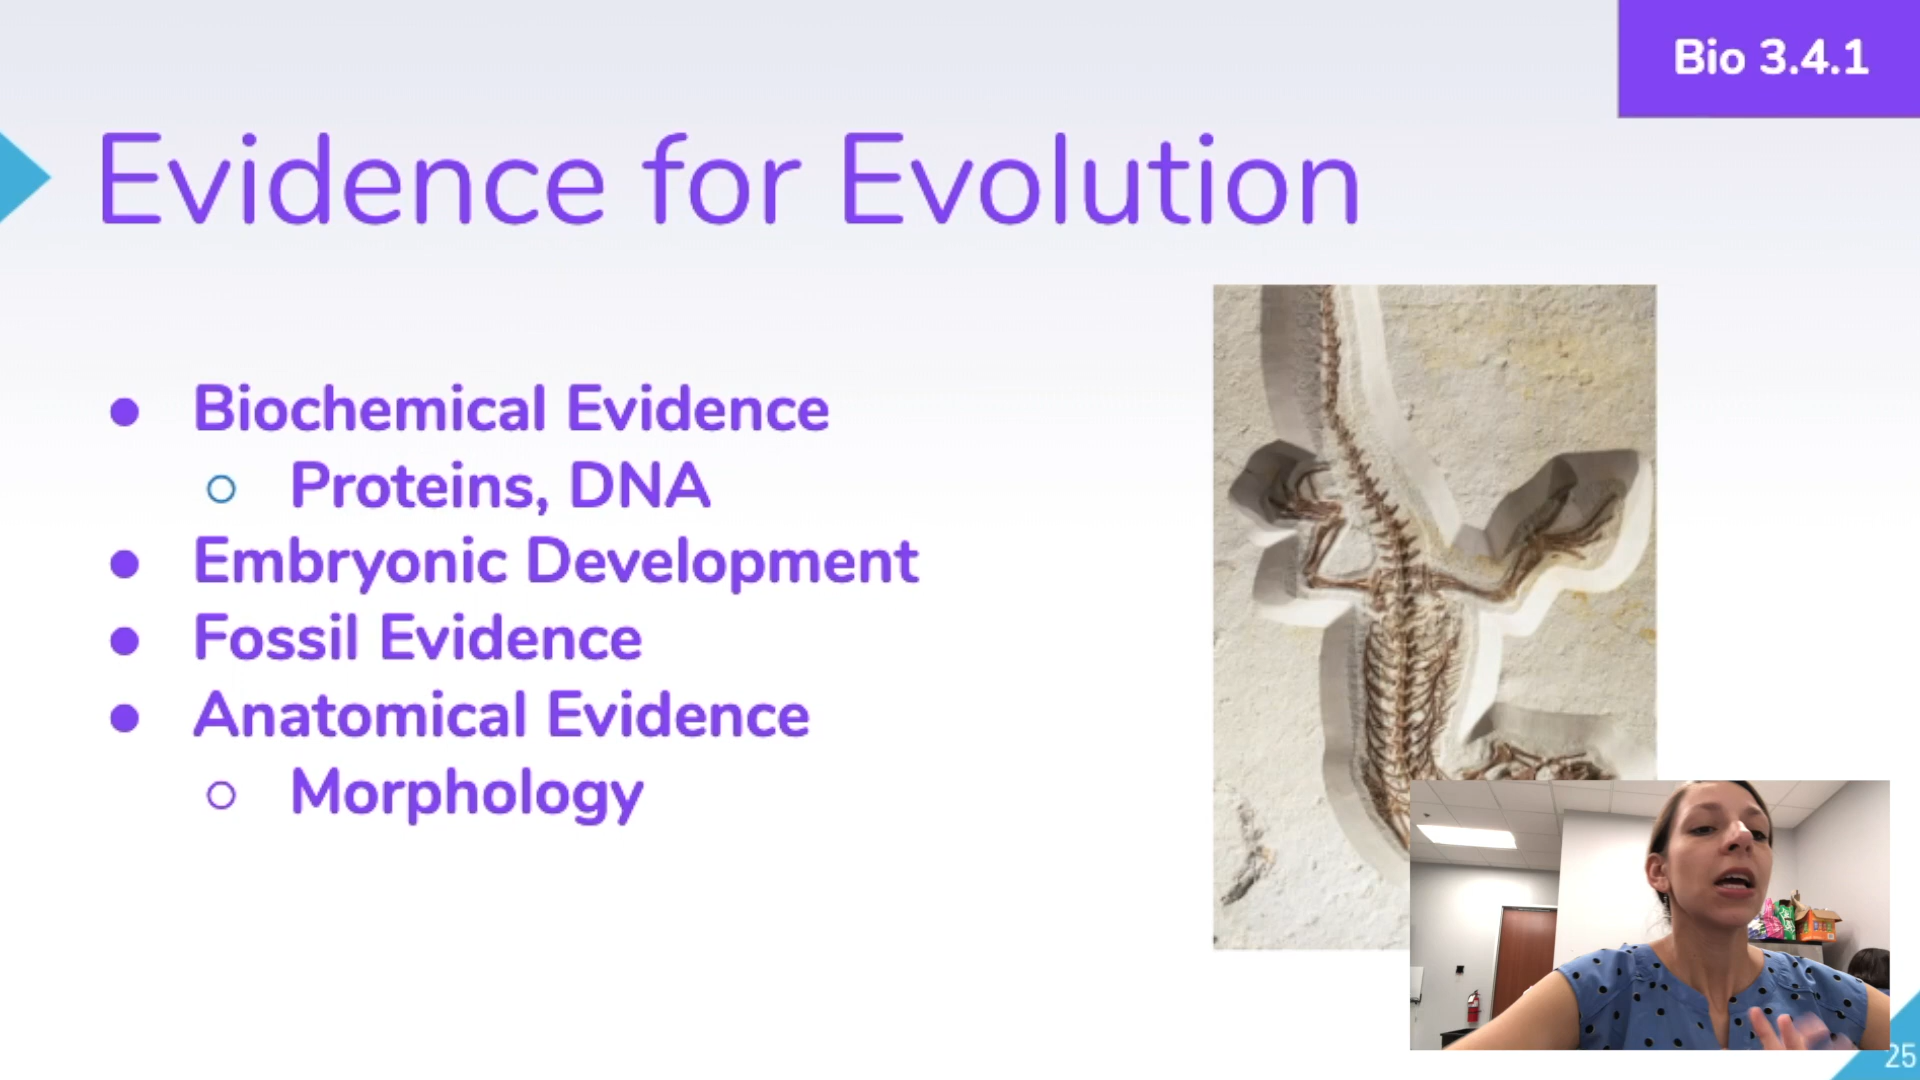 Bio 3.4.1
Evidence for Evolution
● Biochemical Evidence
○ Proteins, DNA
● Embryonic Development
● Fossil Evidence
● Anatomical Evidence
○ Morphology
25